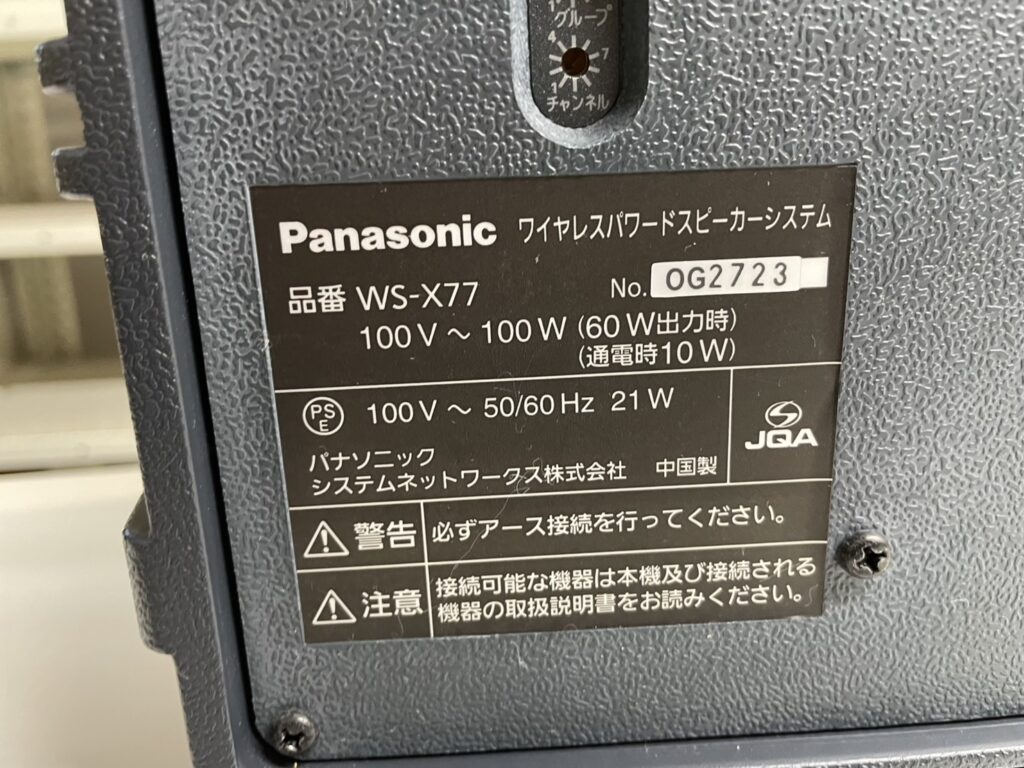 グループ
4 7
1
チャンネル
Panasonic ワイヤレスパワードスピーカーシステム
品番 WS-X77 No. OG2723
100V～100W (60W出力時)
(通電時10W)
PS E 100V～50/60Hz 21W
JQA
パナソニック
システムネットワークス株式会社 中国製
警告 必ずアース接続を行ってください。
注意 接続可能な機器は本機及び接続される
機器の取扱説明書をお読みください。